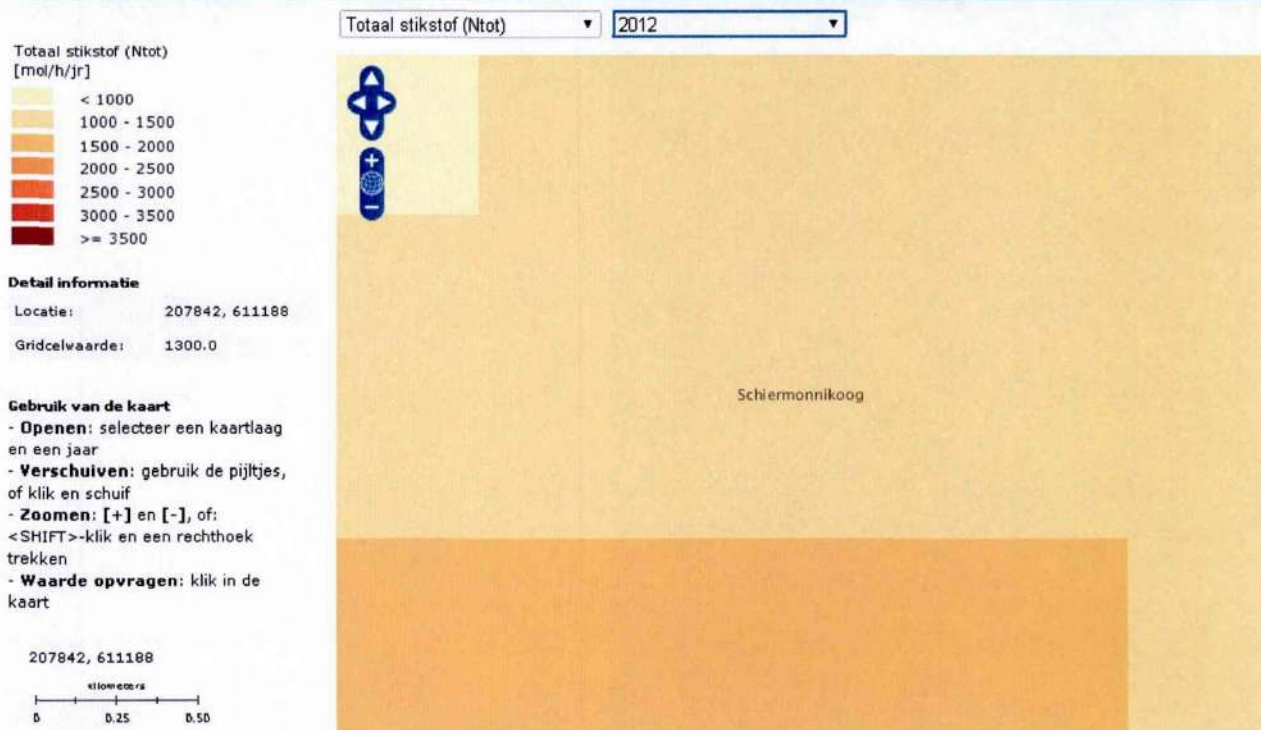 Totaal stikstof (Ntot) 2012
Totaal stikstof (Ntot)
[mol/h/jr]
< 1000
1000 - 1500
1500 - 2000
2000 - 2500
2500 - 3000
3000 - 3500
>= 3500
Detail informatie
Locatie: 207842, 611188
Gridcelwaarde: 1300.0
Gebruik van de kaart
- Openen: selecteer een kaartlaag
en een jaar
- Verschuiven: gebruik de pijltjes,
of klik en schuif
- Zoomen: [+] en [-], of:
<SHIFT>-klik en een rechthoek
trekken
- Waarde opvragen: klik in de
kaart
207842, 611188
kilometers
0 0.25 0.50
Schiermonnikoog